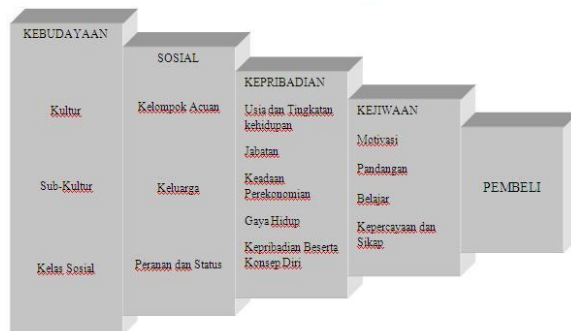 KEBUDAYAAN
Kultur
Sub-Kultur
Kelas Sosial
SOSIAL
Kelompok Acuan
Keluarga
Peranan dan Status
KEPRIBADIAN
Usia dan Tingkatan
kehidupan
Jabatan
Keadaan
Perekonomian
Gaya Hidup
Kepribadian Beserta
Konsep Diri
KEJIWAAN
Motivasi
Pandangan
Belajar
Kepercayaan dan
Sikap
PEMBELI